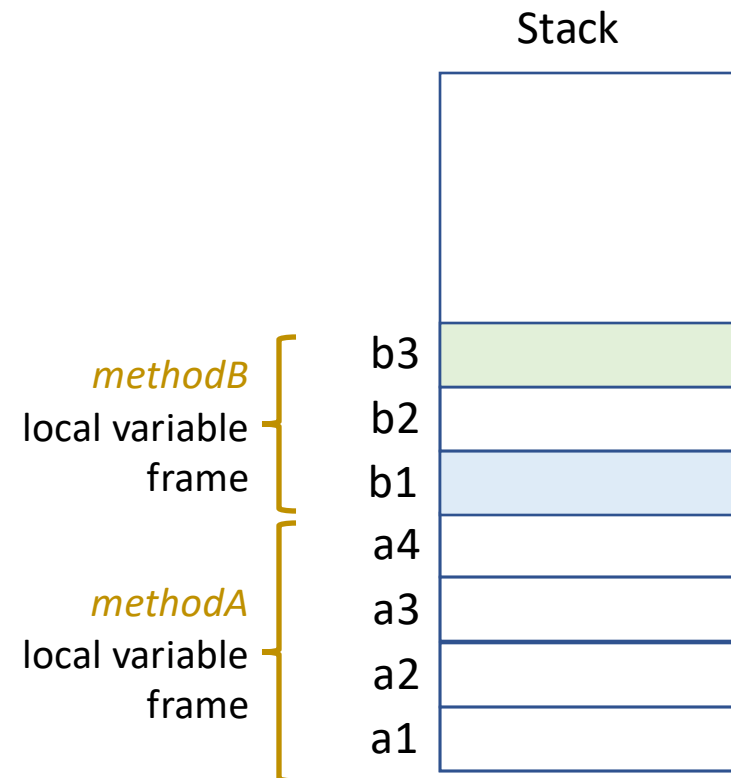 Stack
methodB
local variable
frame
b3
b2
b1
methodA
local variable
frame
a4
a3
a2
a1